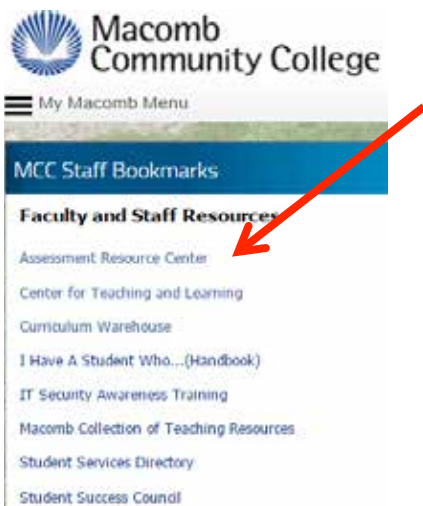 Macomb
Community College
My Macomb Menu
MCC Staff Bookmarks
Faculty and Staff Resources
Assessment Resource Center
Center for Teaching and Learning
Curriculum Warehouse
I Have A Student Who...(Handbook)
IT Security Awareness Training
Macomb Collection of Teaching Resources
Student Services Directory
Student Success Council